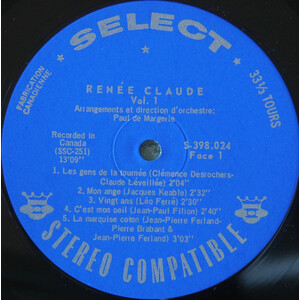 SELECT
FABRICATION
CANADIENNE
33⅓ TOURS
RENÉE CLAUDE
Vol. 1
Arrangements et direction d'orchestre:
Paul de Margerie
Recorded in
Canada
(SSC-251)
13'09"
S-398.024
Face 1
1. Les gens de la tournée (Clémence Desrochers-
Claude Léveillée) 2'04"
2. Mon ange (Jacques Keable) 2'32"
3. Vingt ans (Léo Ferré) 2'30"
4. C'est mon oeil (Jean-Paul Filion) 2'40"
5. La marquise coton (Jean-Pierre Ferland-
Pierre Brabant &
Jean-Pierre Ferland) 3'03"
STEREO COMPATIBLE